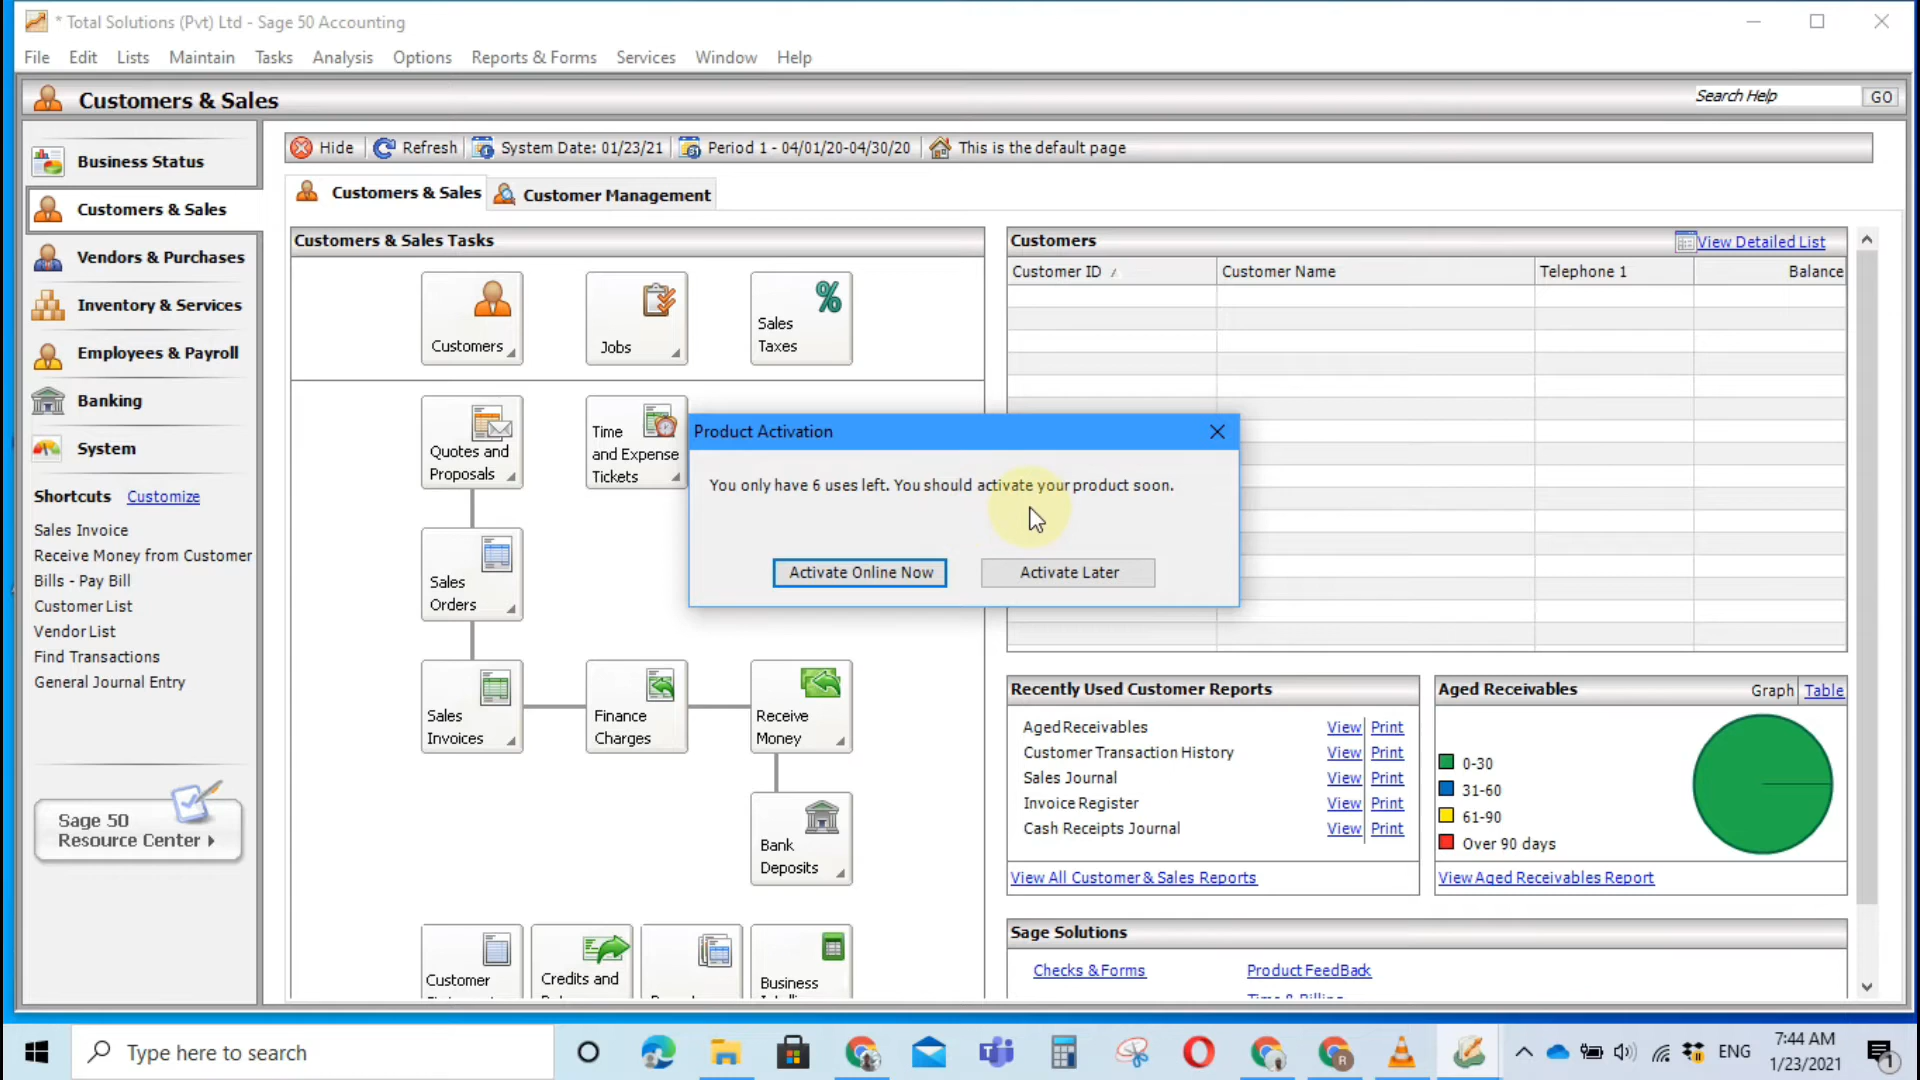 * Total Solutions (Pvt) Ltd - Sage 50 Accounting
File Edit Lists Maintain Tasks Analysis Options Reports & Forms Services Window Help
Customers & Sales
Search Help GO
Business Status
Customers & Sales
Vendors & Purchases
Inventory & Services
Employees & Payroll
Banking
System
Shortcuts Customize
Sales Invoice
Receive Money from Customer
Bills - Pay Bill
Customer List
Vendor List
Find Transactions
General Journal Entry
Sage 50
Resource Center
Hide Refresh System Date: 01/23/21 Period 1 - 04/01/20-04/30/20 This is the default page
Customers & Sales Customer Management
Customers & Sales Tasks
Customers
Jobs
Sales
Taxes
Quotes and
Proposals
Time
and Expense
Tickets
Sales
Orders
Sales
Invoices
Finance
Charges
Receive
Money
Bank
Deposits
Customer
Credits and
Business
Product Activation
You only have 6 uses left. You should activate your product soon.
Activate Online Now Activate Later
Customers View Detailed List
Customer ID Customer Name Telephone 1 Balance
Recently Used Customer Reports
Aged Receivables View Print
Customer Transaction History View Print
Sales Journal View Print
Invoice Register View Print
Cash Receipts Journal View Print
View All Customer & Sales Reports
Aged Receivables Graph Table
0-30
31-60
61-90
Over 90 days
View Aged Receivables Report
Sage Solutions
Checks & Forms Product FeedBack
Type here to search
ENG
7:44 AM
1/23/2021
1